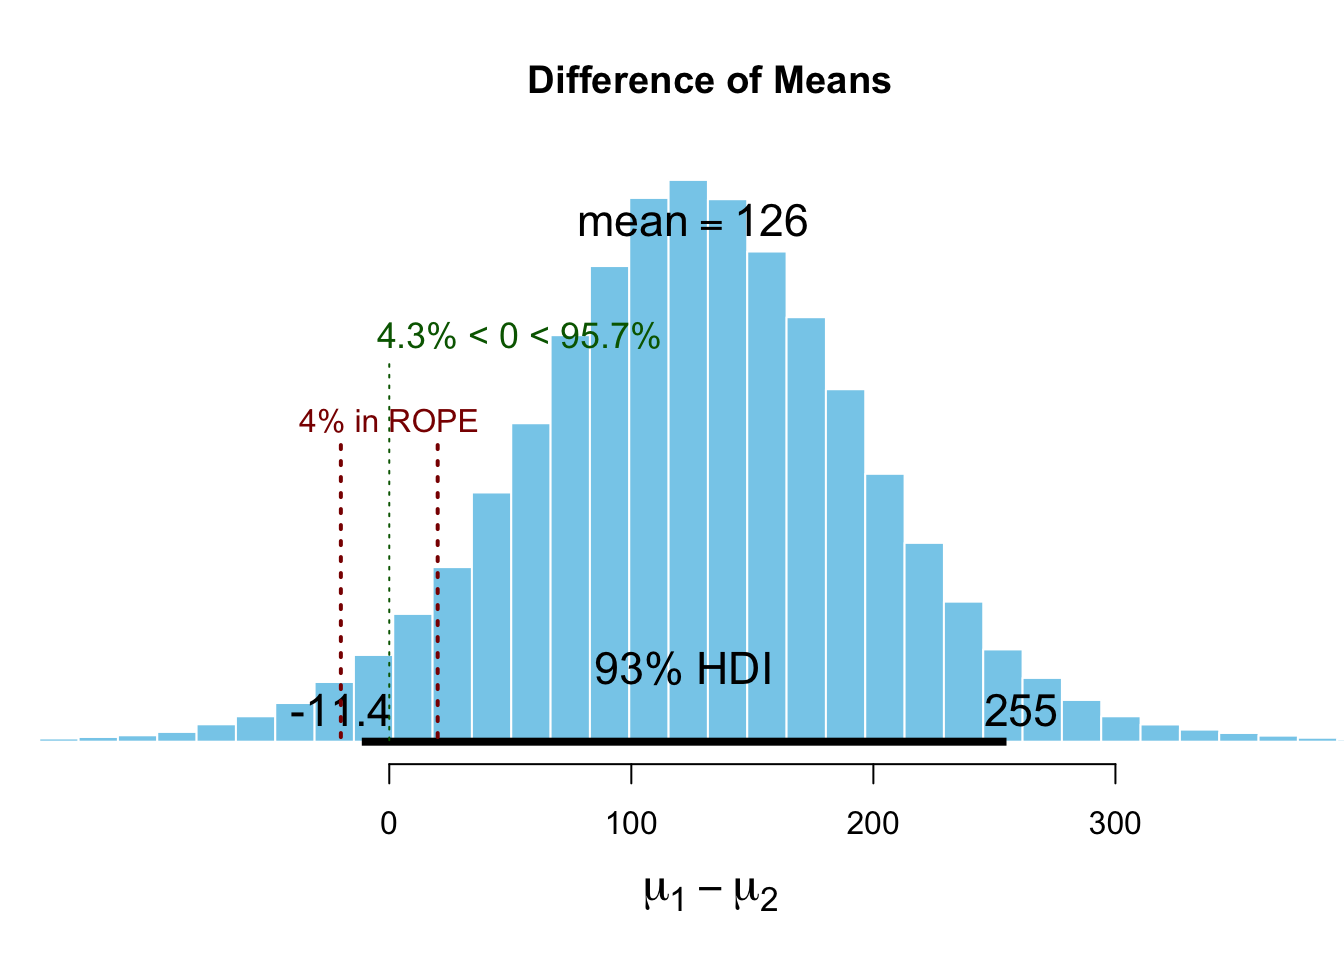 Difference of Means
mean = 126
4.3% < 0 < 95.7%
4% in ROPE
93% HDI
-11.4 255
0 100 200 300
μ1 − μ2